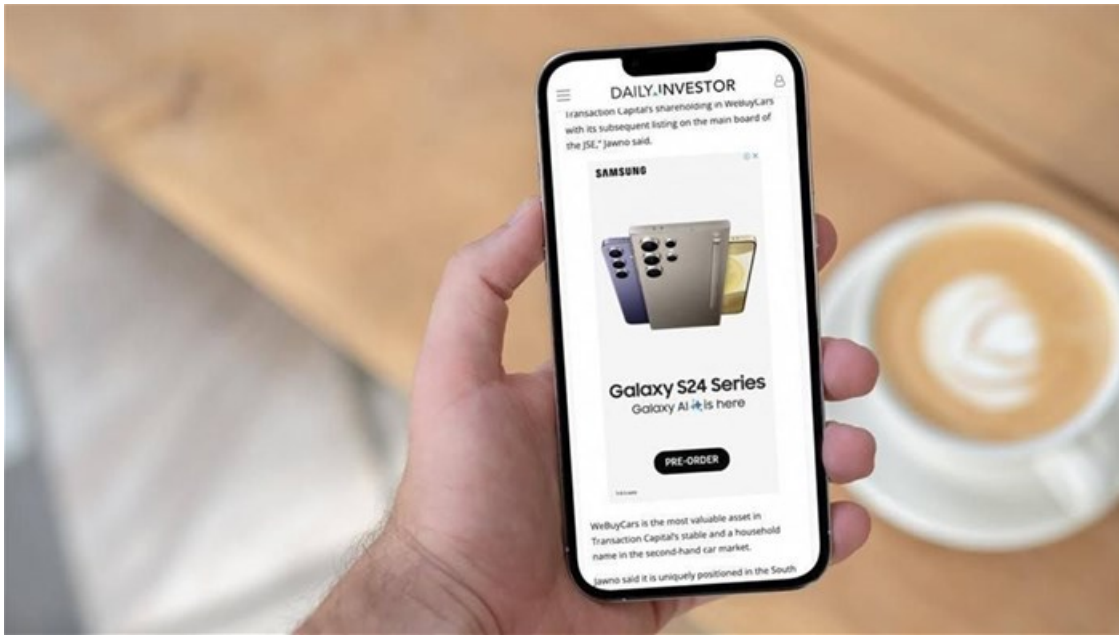 DAILY INVESTOR
Transaction Capital's shareholding in WeBuyCars
with its subsequent listing on the main board of
the JSE," Jawno said.
SAMSUNG
Galaxy S24 Series
Galaxy AI is here
PRE-ORDER
WeBuyCars is the most valuable asset in
Transaction Capital's stable and a household
name in the second-hand car market.
Jawno said it is uniquely positioned in the South